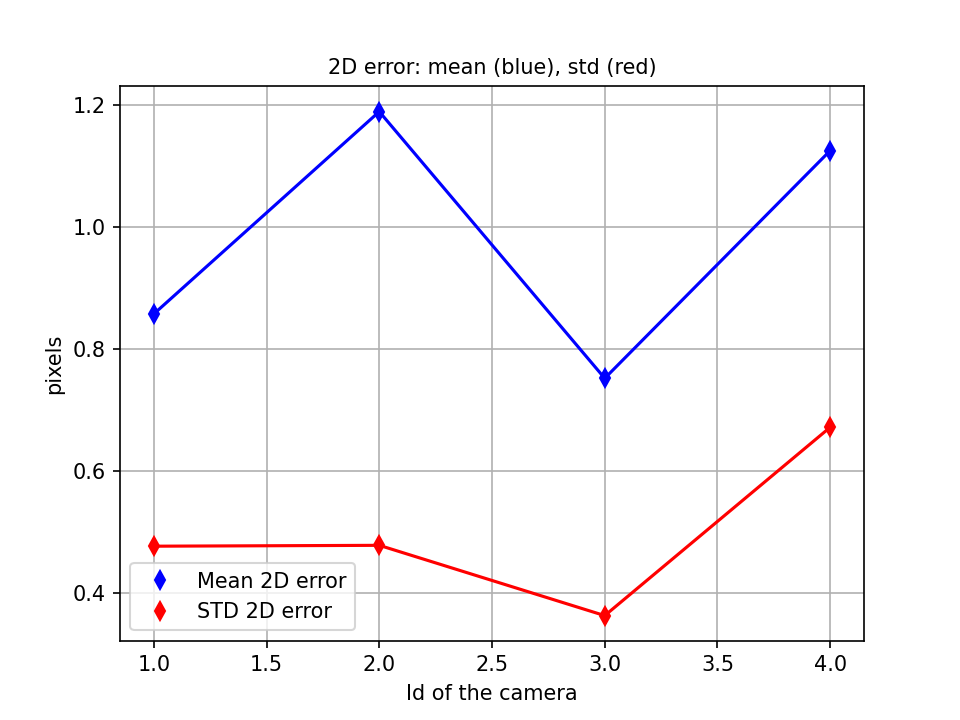 2D error: mean (blue), std (red)
1.2
1.0
0.8
0.6
0.4
pixels
Mean 2D error
STD 2D error
1.0 1.5 2.0 2.5 3.0 3.5 4.0
Id of the camera